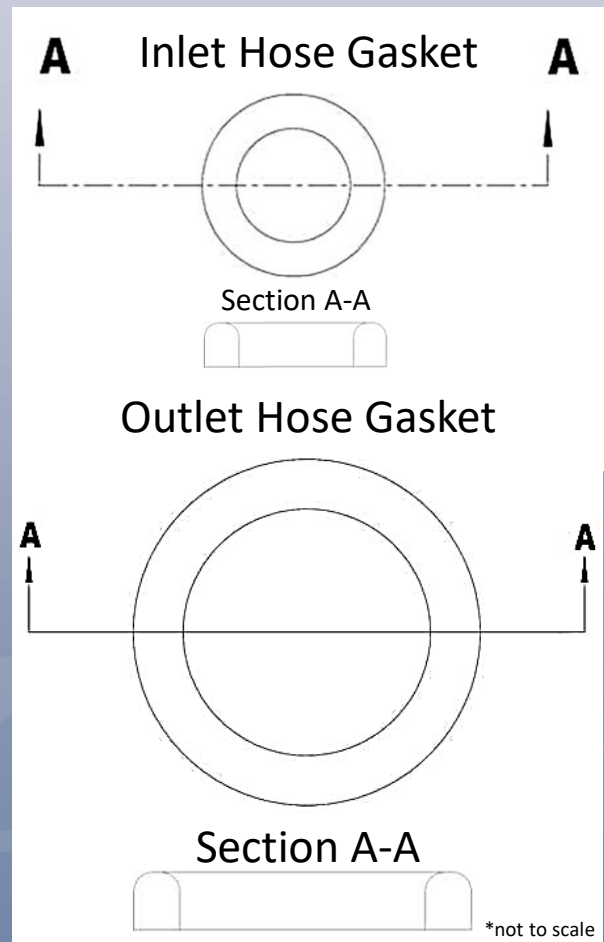 A Inlet Hose Gasket A
Section A-A
Outlet Hose Gasket
A A
Section A-A
*not to scale